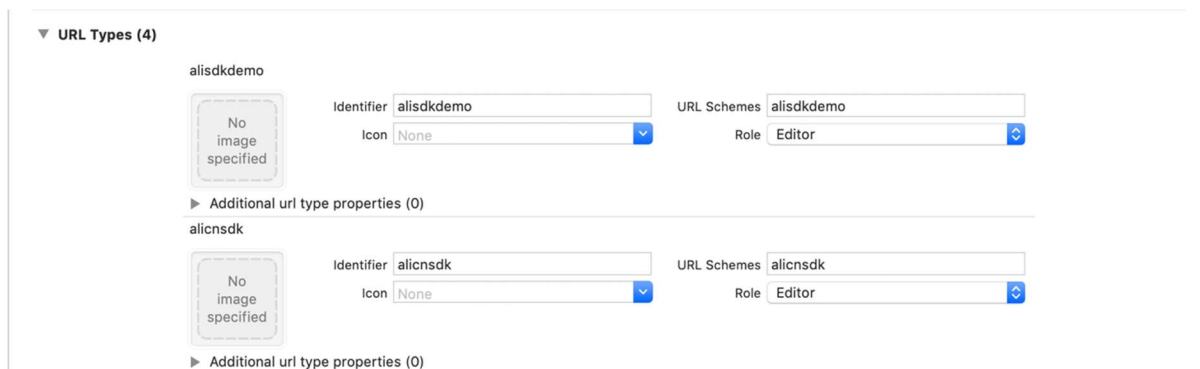 URL Types (4)
alisdkdemo
No image specified
Identifier alisdkdemo URL Schemes alisdkdemo
Icon None Role Editor
Additional url type properties (0)
alicnsdk
No image specified
Identifier alicnsdk URL Schemes alicnsdk
Icon None Role Editor
Additional url type properties (0)